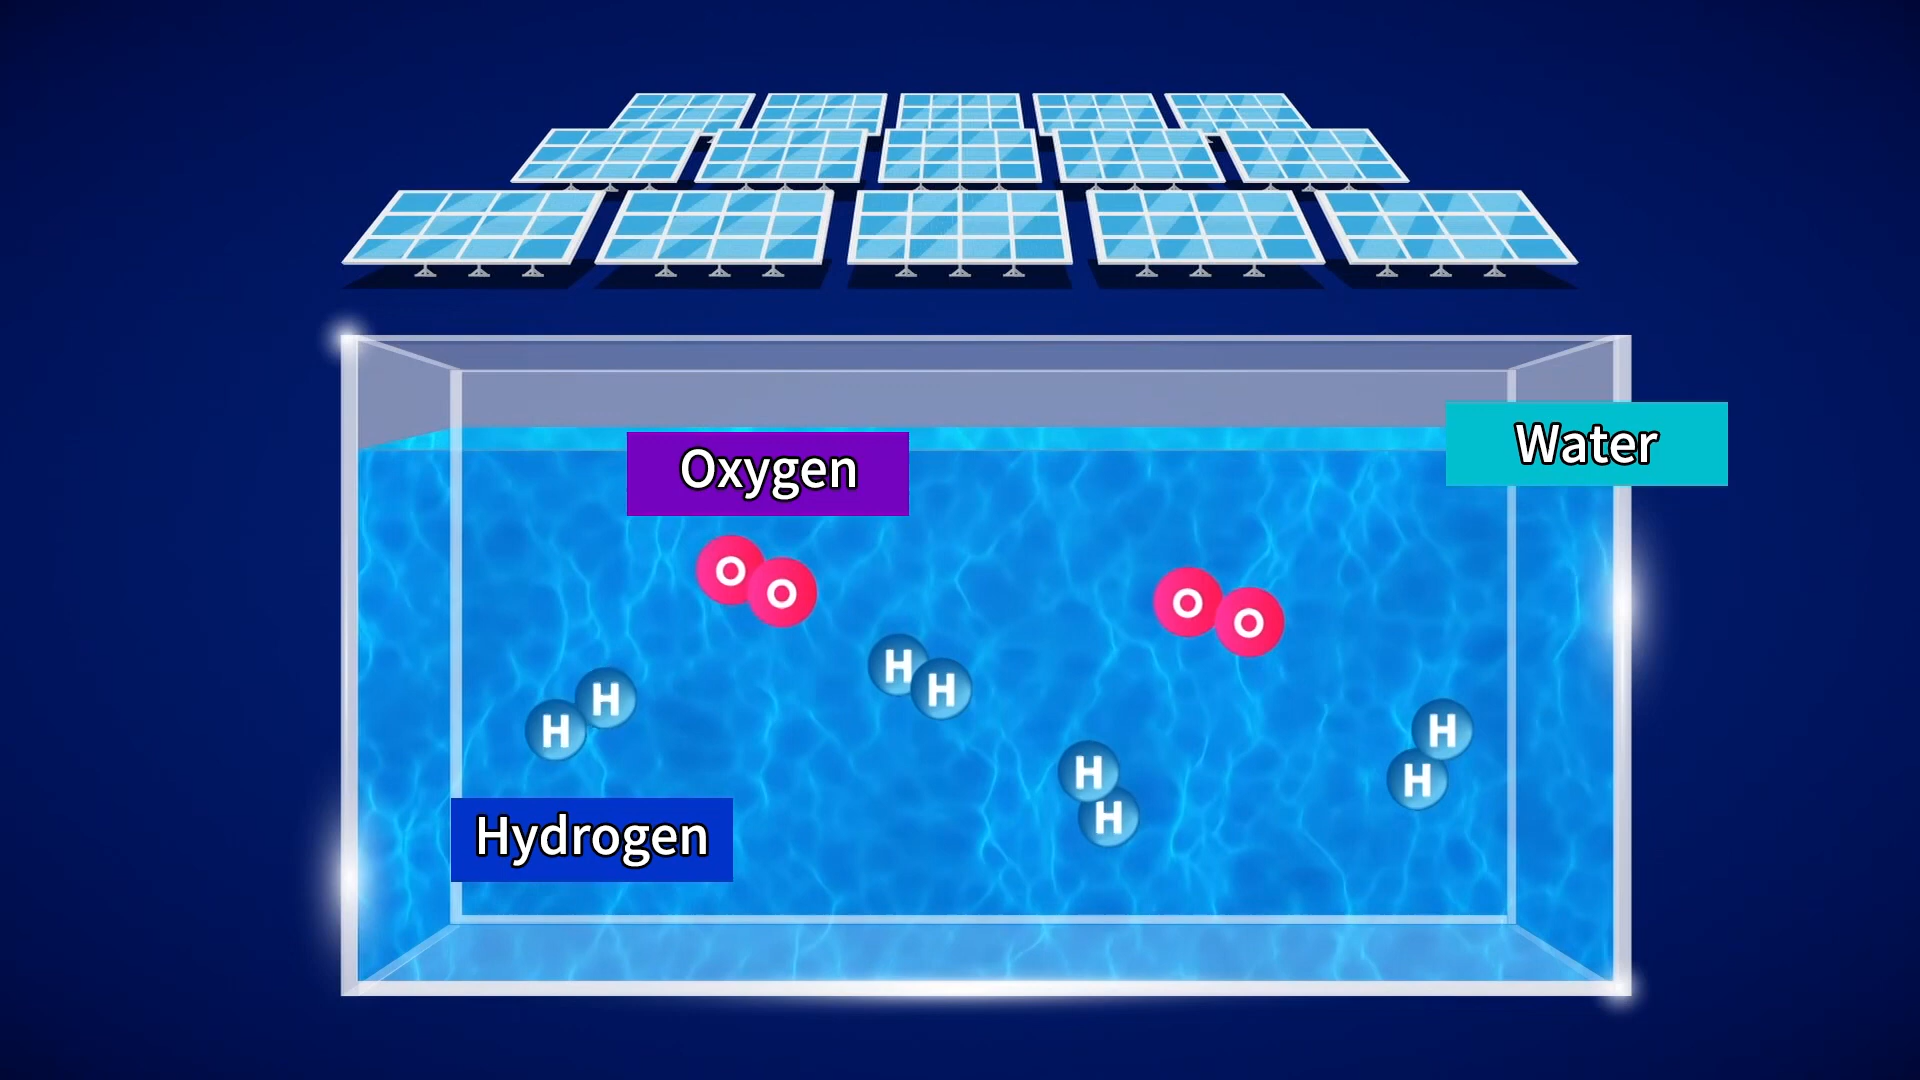 Water
Oxygen
O O
O O
H H
H H
H H
H H
Hydrogen